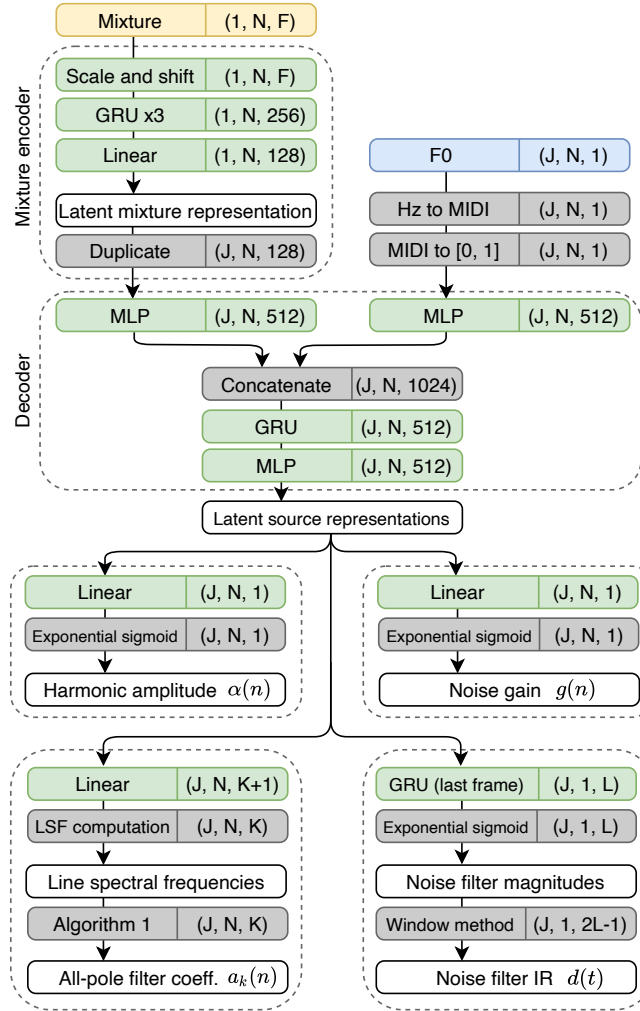 Mixture (1, N, F)
Mixture encoder
Scale and shift (1, N, F)
GRU x3 (1, N, 256)
Linear (1, N, 128)
Latent mixture representation
Duplicate (J, N, 128)
F0 (J, N, 1)
Hz to MIDI (J, N, 1)
MIDI to [0, 1] (J, N, 1)
Decoder
MLP (J, N, 512)
MLP (J, N, 512)
Concatenate (J, N, 1024)
GRU (J, N, 512)
MLP (J, N, 512)
Latent source representations
Linear (J, N, 1)
Exponential sigmoid (J, N, 1)
Harmonic amplitude α(n)
Linear (J, N, 1)
Exponential sigmoid (J, N, 1)
Noise gain g(n)
Linear (J, N, K+1)
LSF computation (J, N, K)
Line spectral frequencies
Algorithm 1 (J, N, K)
All-pole filter coeff. a_k(n)
GRU (last frame) (J, 1, L)
Exponential sigmoid (J, 1, L)
Noise filter magnitudes
Window method (J, 1, 2L-1)
Noise filter IR d(t)